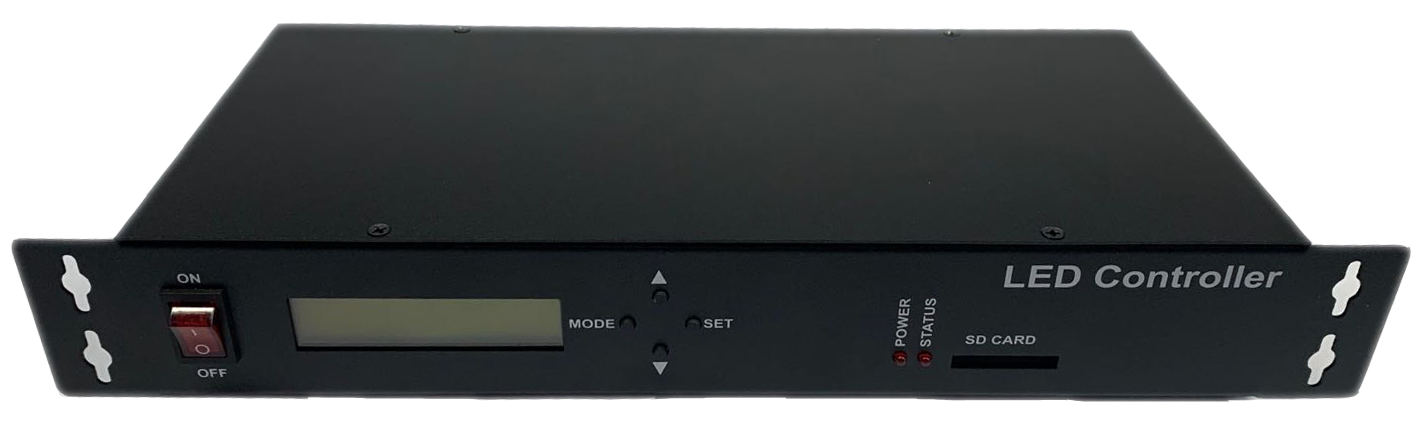 LED Controller
ON
OFF
MODE
SET
POWER
STATUS
SD CARD